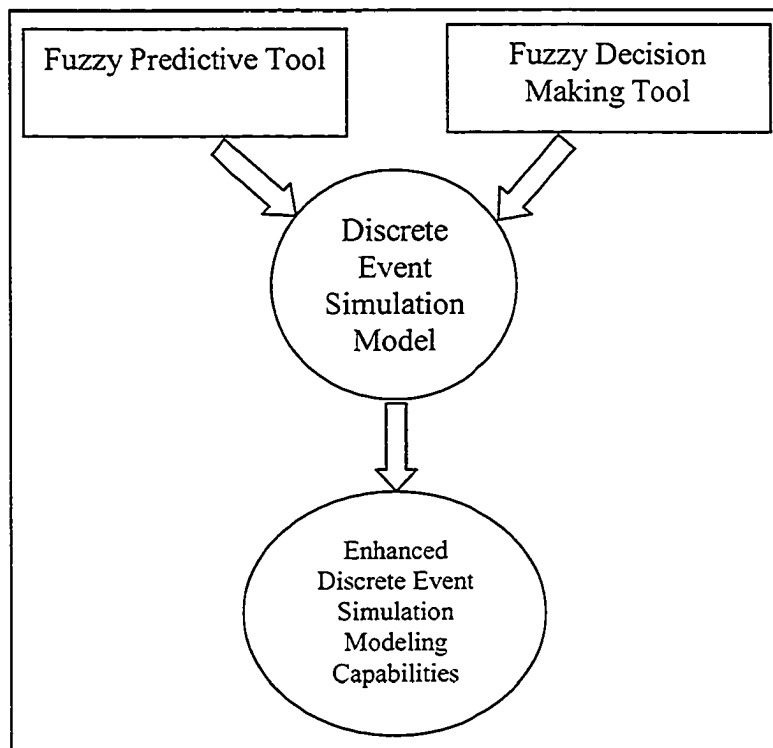 Fuzzy Predictive Tool
Fuzzy Decision
Making Tool
Discrete
Event
Simulation
Model
Enhanced
Discrete Event
Simulation
Modeling
Capabilities